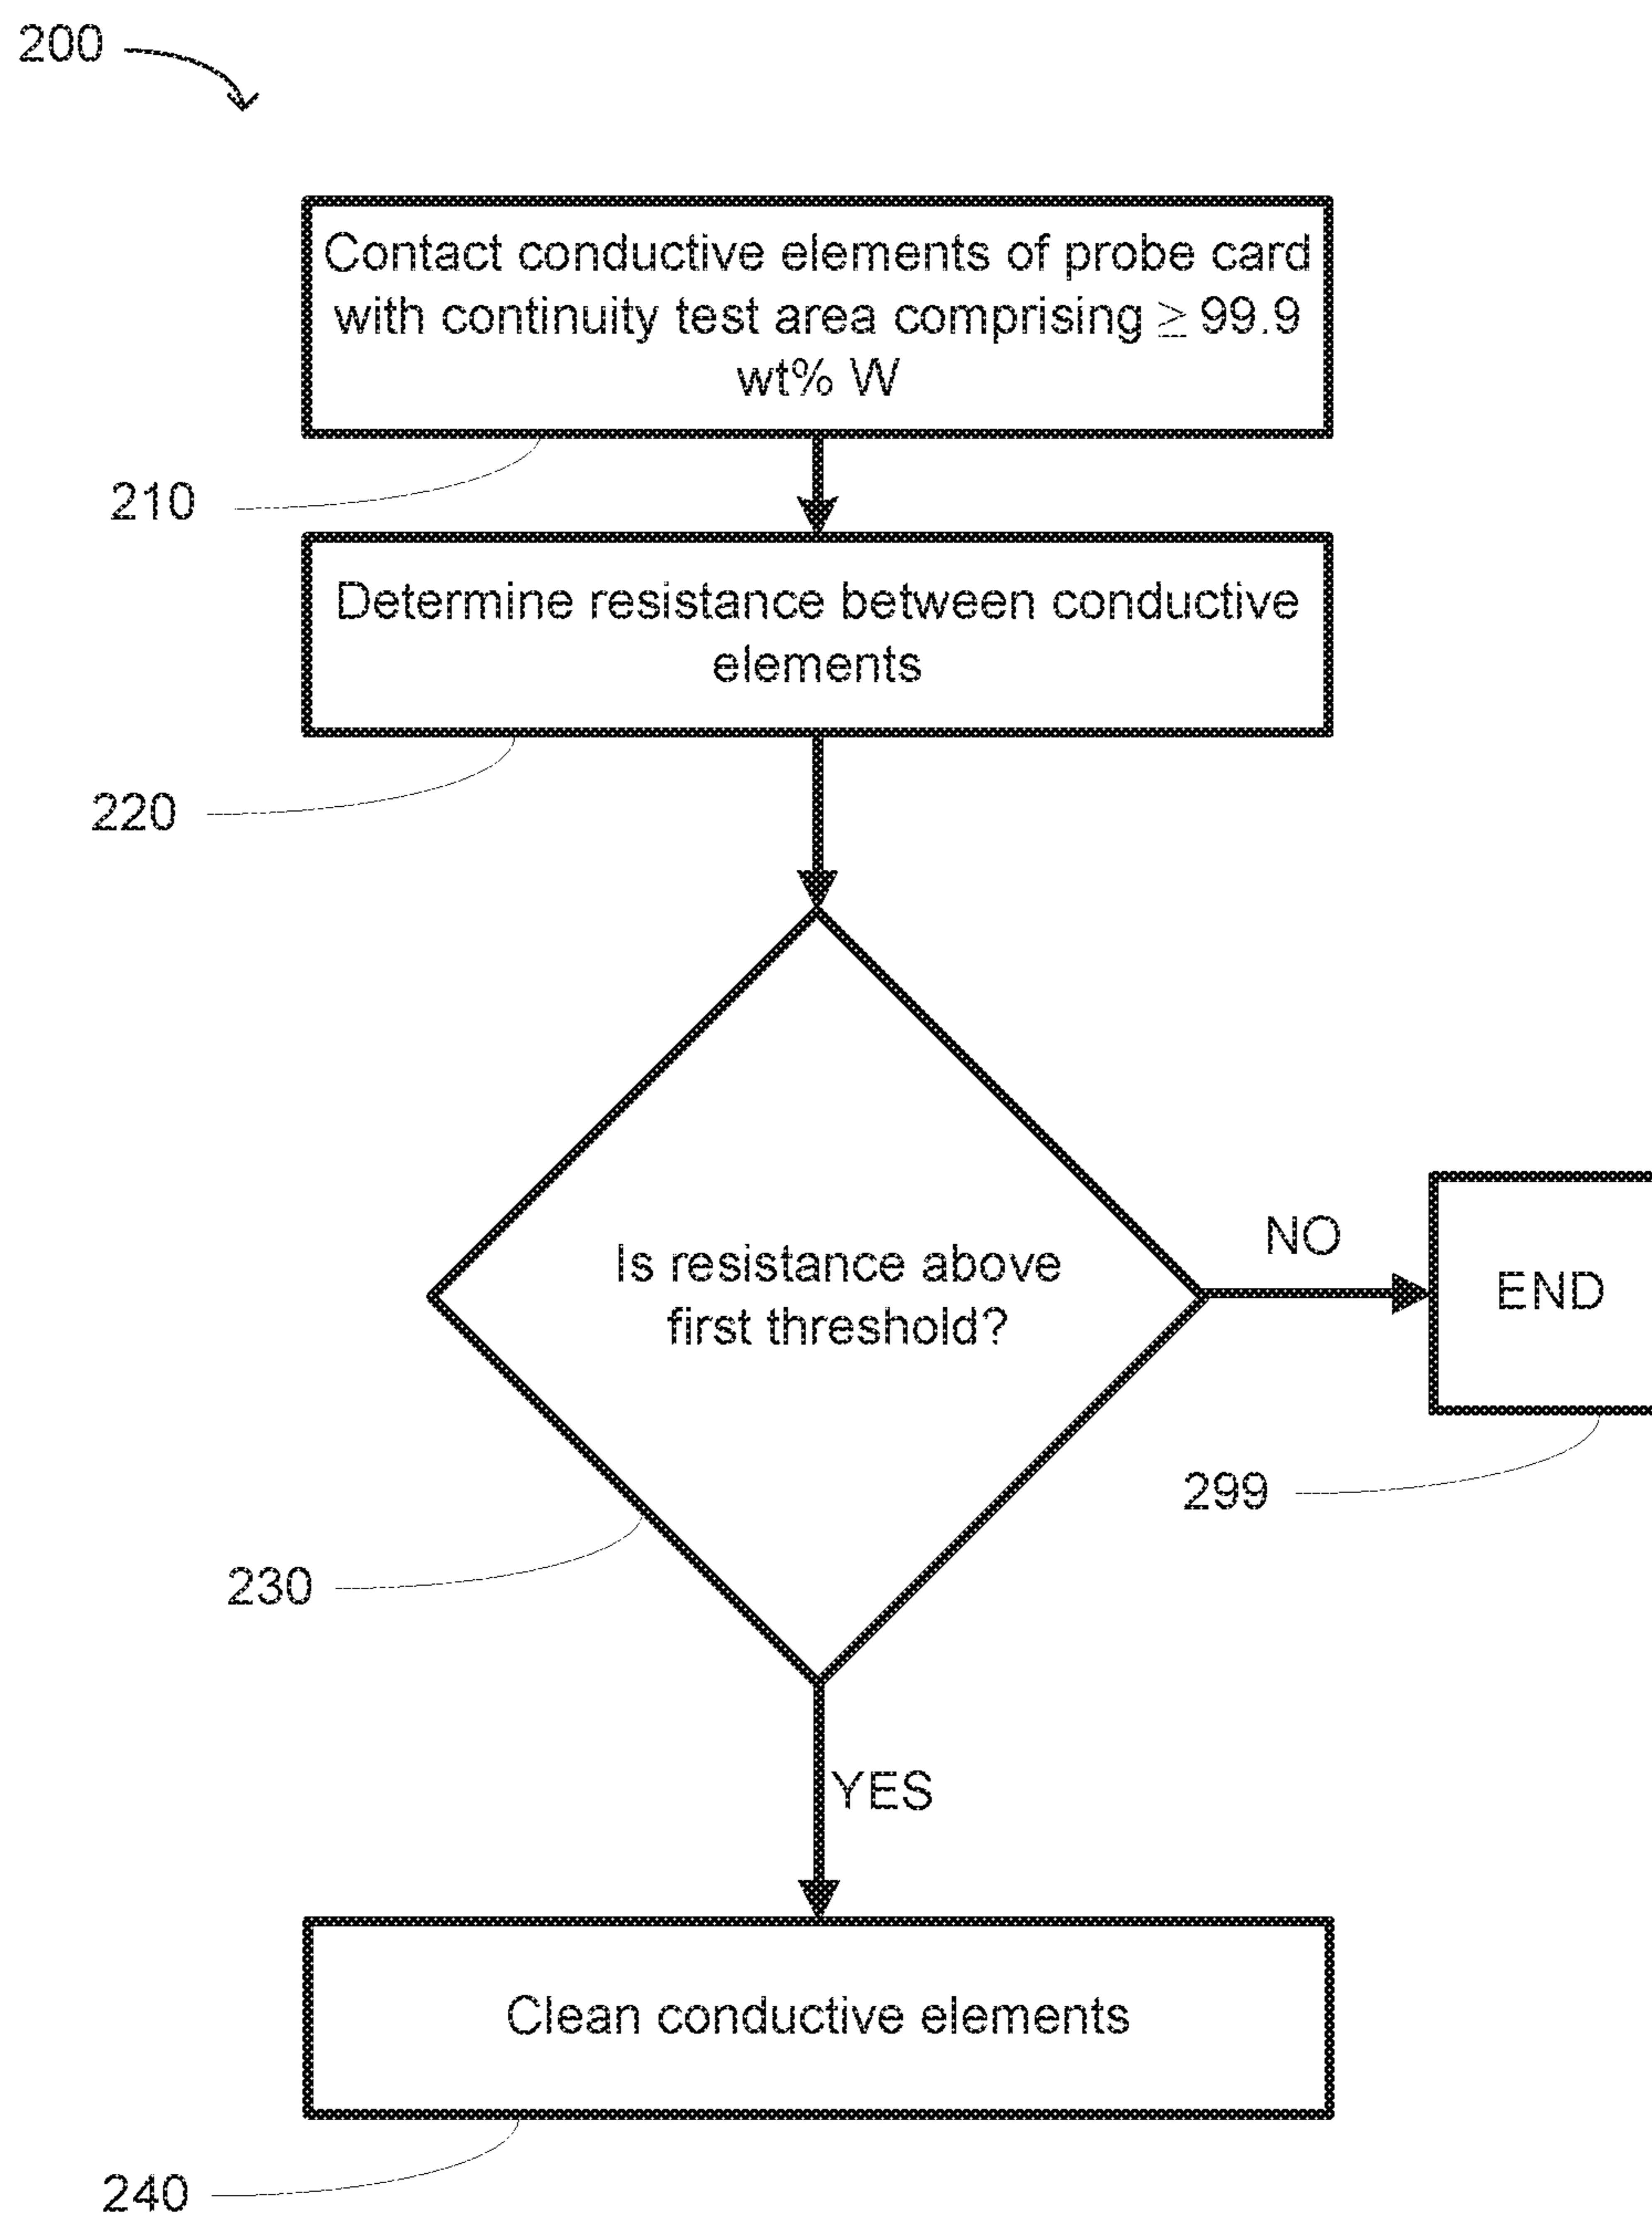 200
Contact conductive elements of probe card
with continuity test area comprising ≥ 99.9
wt% W
210
Determine resistance between conductive
elements
220
Is resistance above
first threshold?
NO
END
299
230
YES
Clean conductive elements
240